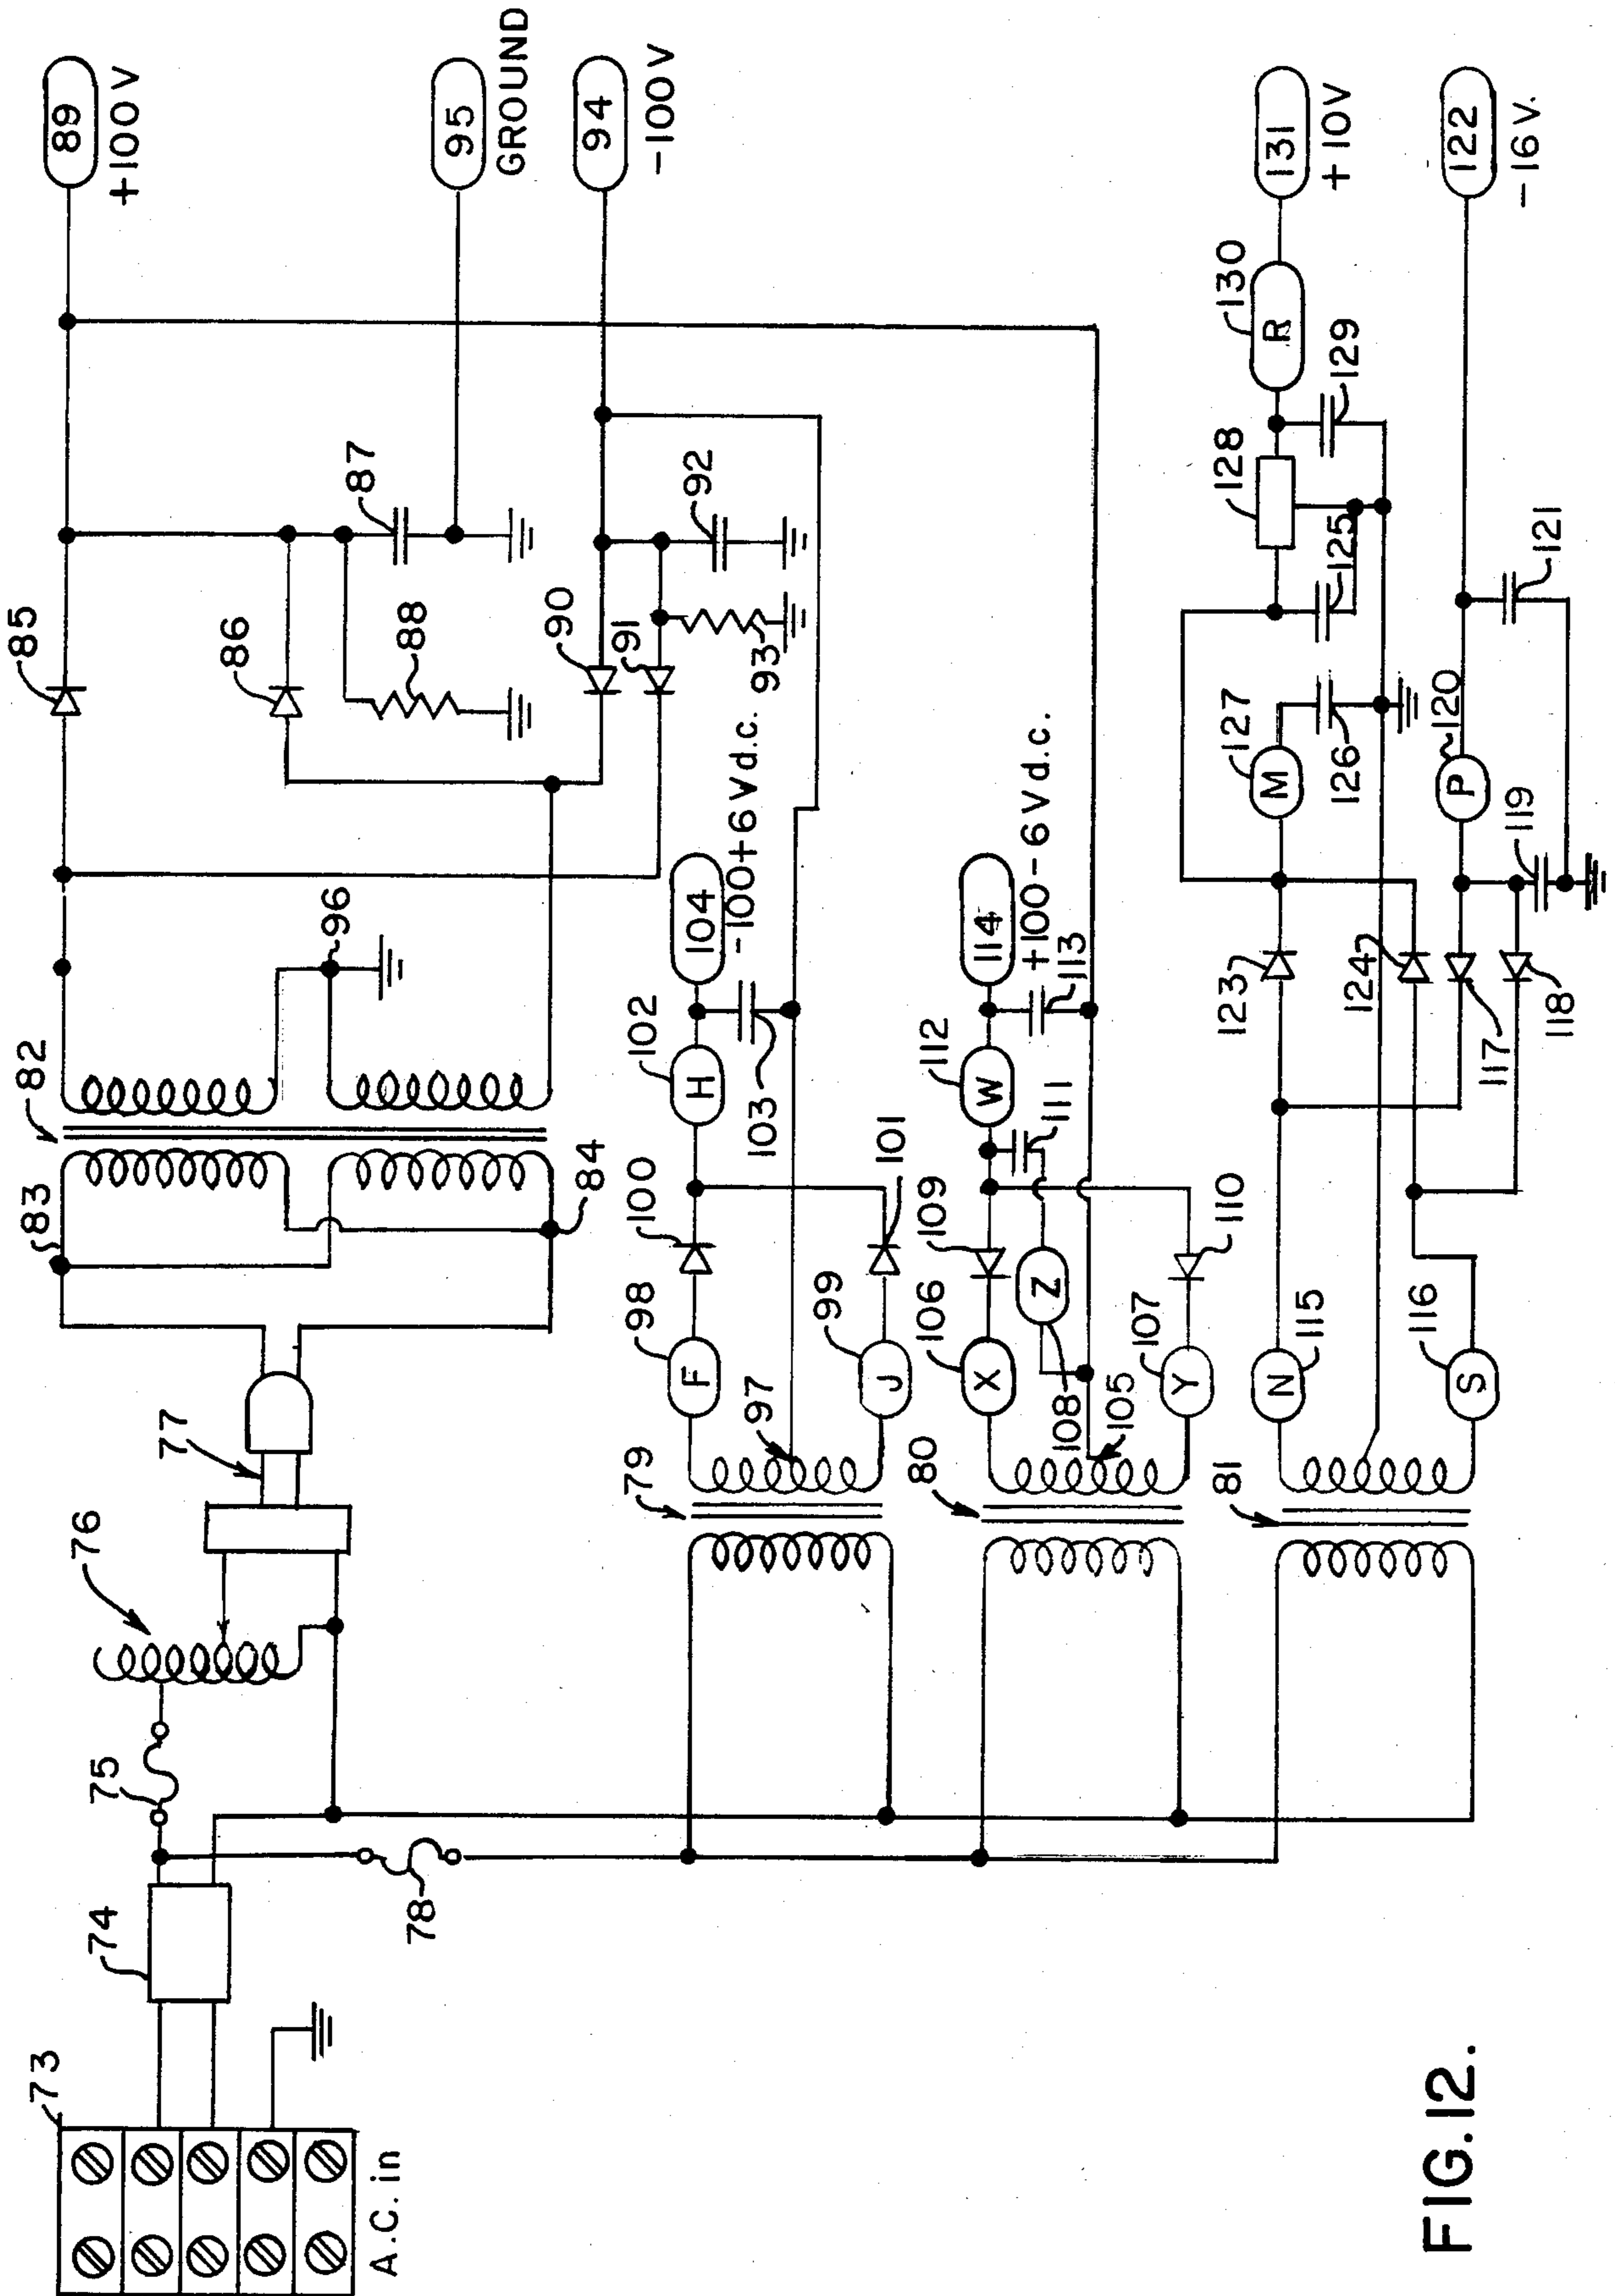 73
A.C. in
74
75
76
77
78
83
84
82
96
85
86
87
88
89
+100V
95
GROUND
90
91
92
93
94
-100V
79
97
F
98
J
99
100
101
H
102
103
104
-100+6Vd.c.
80
105
X
106
Y
107
Z
108
109
110
111
W
112
113
114
+100-6Vd.c.
81
N
115
S
116
117
118
119
P
120
121
122
-16V.
123
124
125
126
M
127
128
129
R
130
131
+10V
FIG.12.